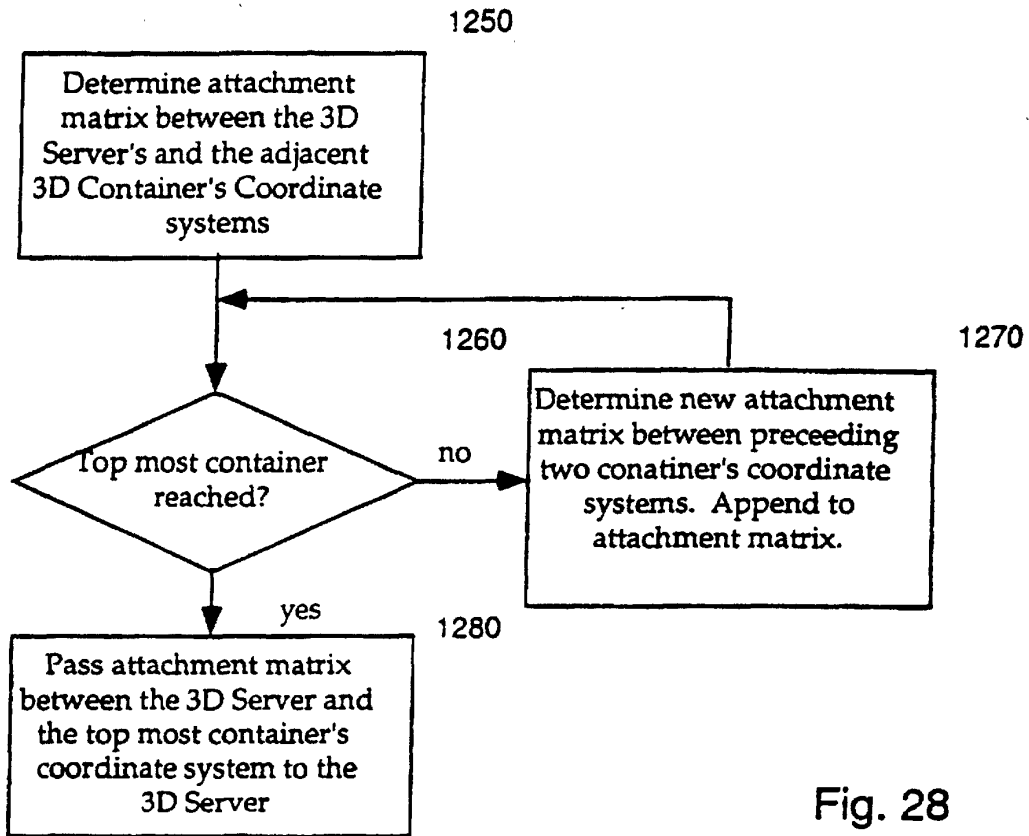 1250
Determine attachment
matrix between the 3D
Server's and the adjacent
3D Container's Coordinate
systems
1260
Top most container
reached?
no
1270
Determine new attachment
matrix between preceeding
two conatiner's coordinate
systems. Append to
attachment matrix.
yes
1280
Pass attachment matrix
between the 3D Server and
the top most container's
coordinate system to the
3D Server
Fig. 28